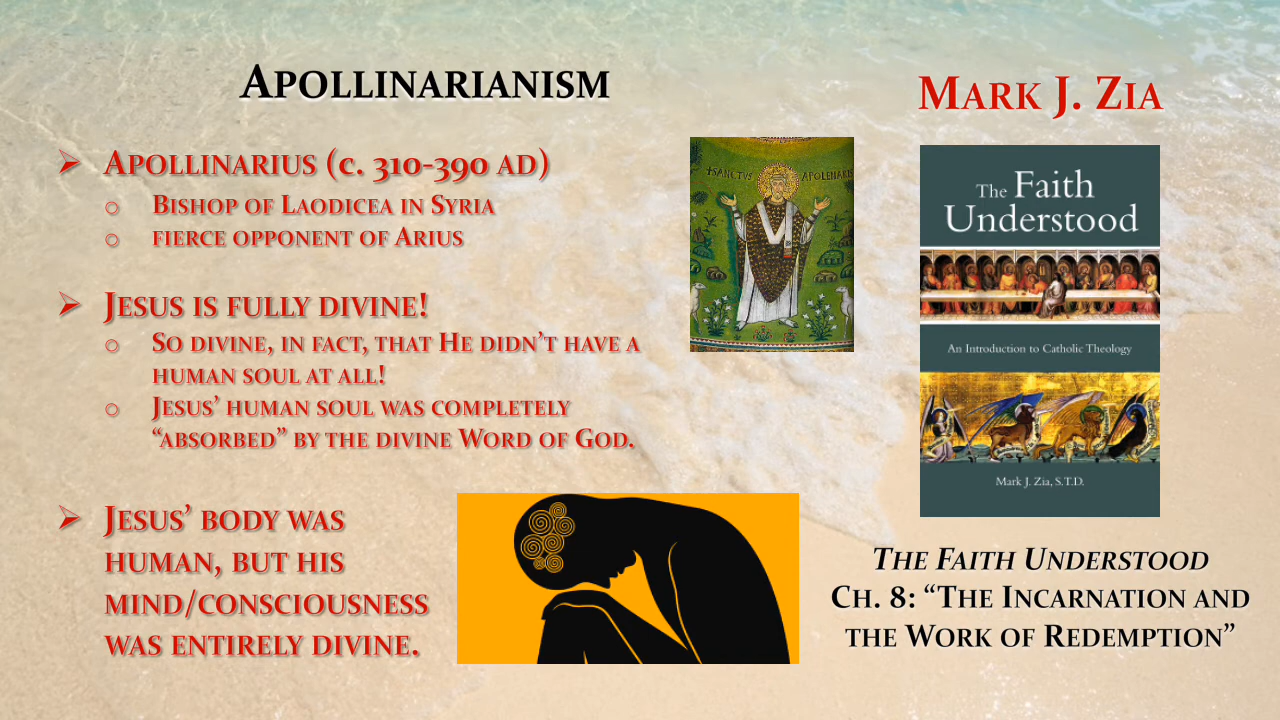 APOLLINARIANISM
➢ APOLLINARIUS (C. 310-390 AD)
o BISHOP OF LAODICEA IN SYRIA
o FIERCE OPPONENT OF ARIUS
➢ JESUS IS FULLY DIVINE!
o SO DIVINE, IN FACT, THAT HE DIDN'T HAVE A
HUMAN SOUL AT ALL!
o JESUS' HUMAN SOUL WAS COMPLETELY
“ABSORBED” BY THE DIVINE WORD OF GOD.
➢ JESUS' BODY WAS
HUMAN, BUT HIS
MIND/CONSCIOUSNESS
WAS ENTIRELY DIVINE.
SANCTVS APOLENARIS
MARK J. ZIA
The Faith
Understood
An Introduction to Catholic Theology
Mark J. Zia, S.T.D.
THE FAITH UNDERSTOOD
CH. 8: “THE INCARNATION AND
THE WORK OF REDEMPTION”